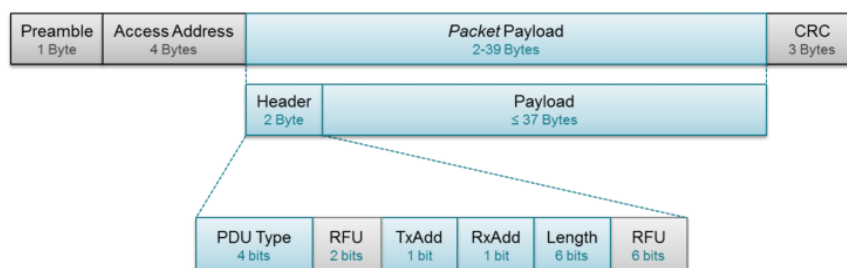 Preamble Access Address Packet Payload CRC
1 Byte 4 Bytes 2-39 Bytes 3 Bytes
Header Payload
2 Byte ≤ 37 Bytes
PDU Type RFU TxAdd RxAdd Length RFU
4 bits 2 bits 1 bit 1 bit 6 bits 6 bits